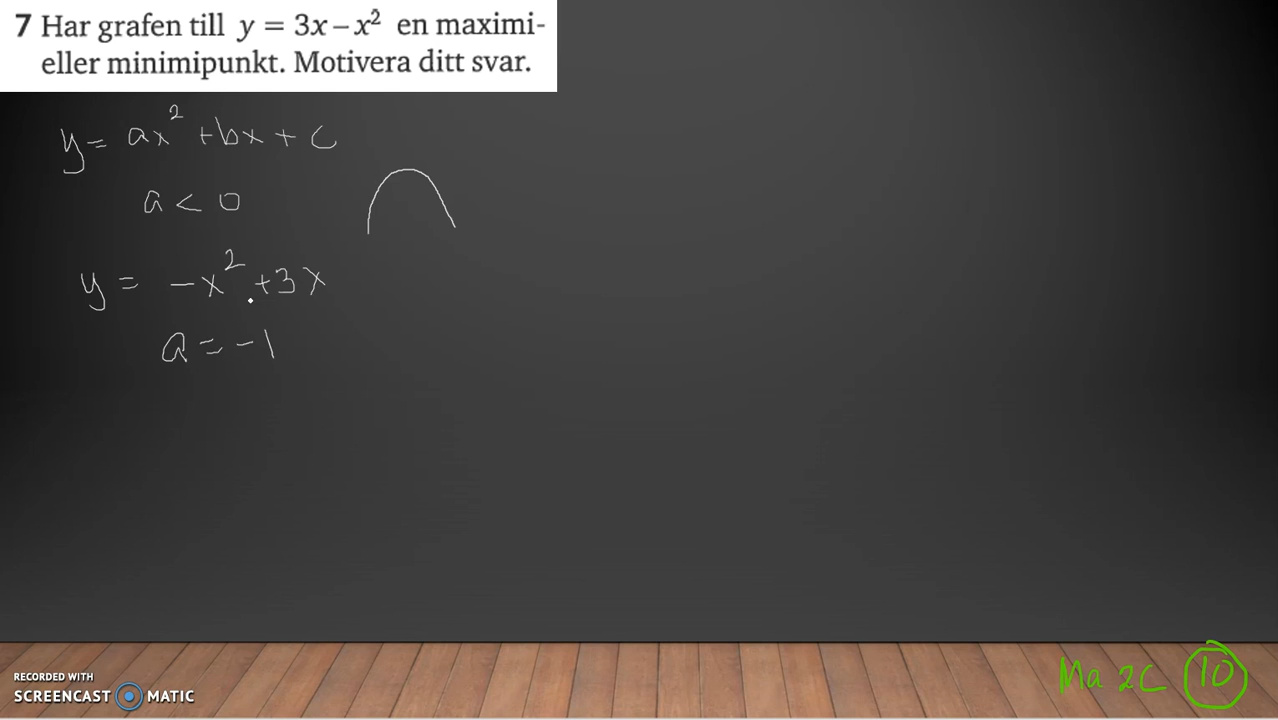 7 Har grafen till y = 3x – x² en maximi-
eller minimipunkt. Motivera ditt svar.
y = ax² + bx + c
a < 0
y = -x² + 3x
a = -1
RECORDED WITH
SCREENCAST MATIC
Ma 2C 10